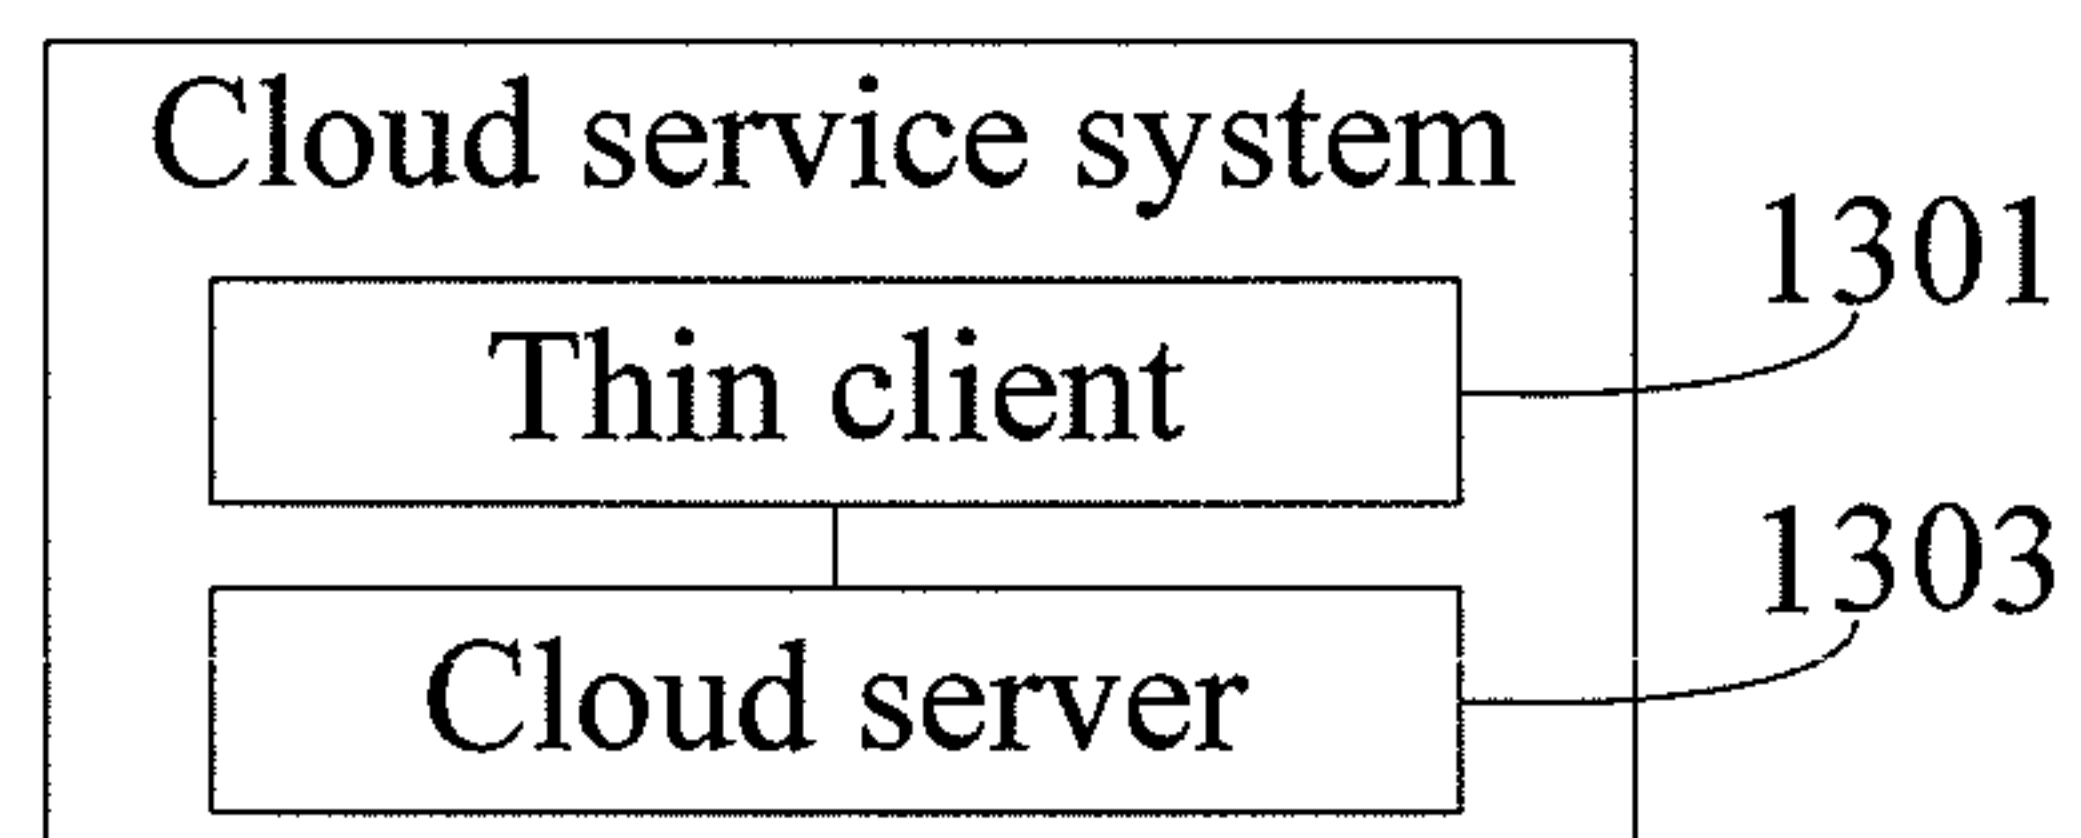 Cloud service system
1301
Thin client
1303
Cloud server